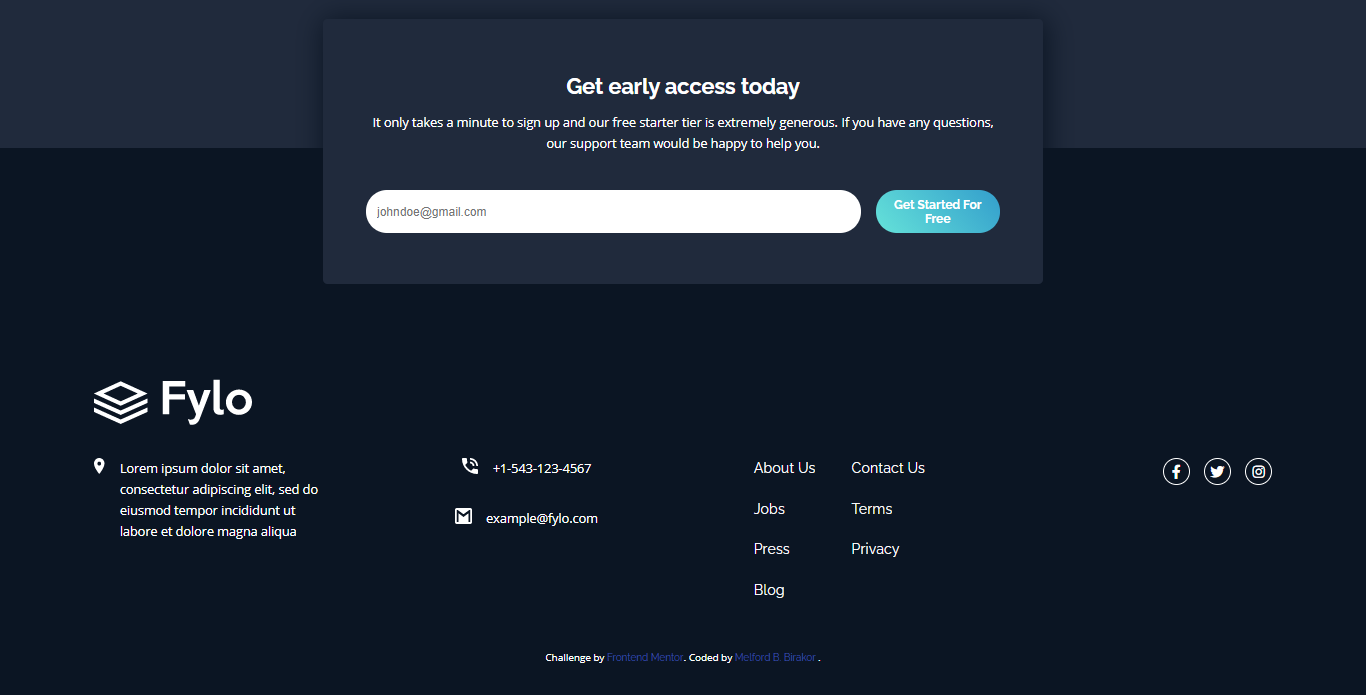 Get early access today
It only takes a minute to sign up and our free starter tier is extremely generous. If you have any questions,
our support team would be happy to help you.
johndoe@gmail.com
Get Started For
Free
Fylo
Lorem ipsum dolor sit amet,
consectetur adipiscing elit, sed do
eiusmod tempor incididunt ut
labore et dolore magna aliqua
+1-543-123-4567
example@fylo.com
About Us
Jobs
Press
Blog
Contact Us
Terms
Privacy
Challenge by Frontend Mentor. Coded by Melford B. Birakor .